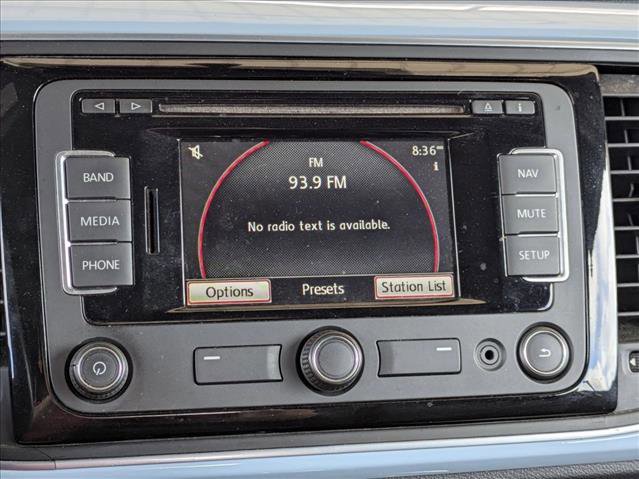 FM
8:36 am
i
93.9 FM
BAND
NAV
MEDIA
MUTE
No radio text is available.
PHONE
SETUP
Options
Presets
Station List